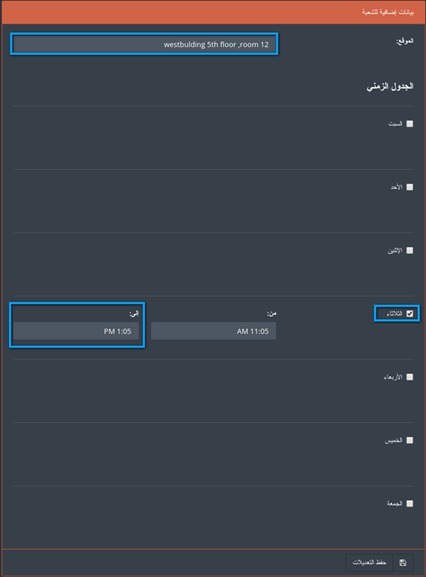 بيانات إضافية للشعبة
الموقع:
westbulding 5th floor ,room 12
الجدول الزمني
السبت
الأحد
الإثنين
الثلاثاء
من:
إلى:
11:05 AM
1:05 PM
الأربعاء
الخميس
الجمعة
حفظ التعديلات